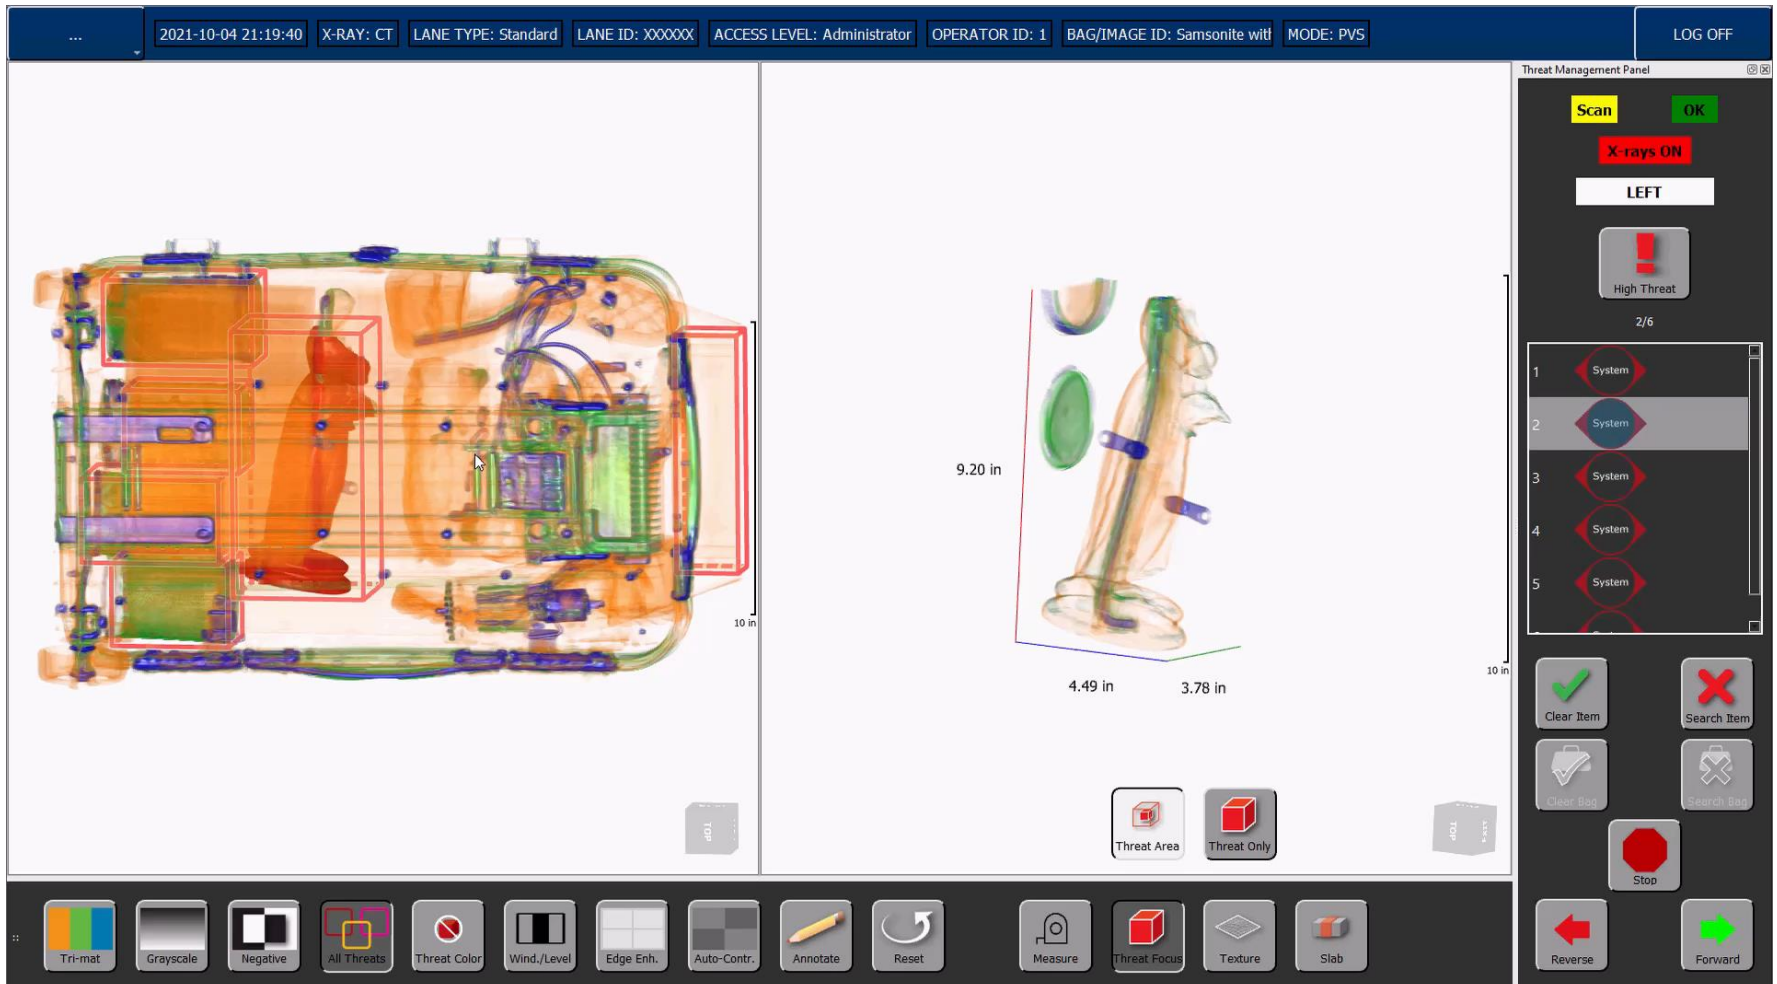 ...
2021-10-04 21:19:40
X-RAY: CT
LANE TYPE: Standard
LANE ID: XXXXXX
ACCESS LEVEL: Administrator
OPERATOR ID: 1
BAG/IMAGE ID: Samsonite with
MODE: PVS
LOG OFF
10 in
TOP
9.20 in
4.49 in
3.78 in
10 in
Threat Area
Threat Only
TOP
Threat Management Panel
Scan
OK
X-rays ON
LEFT
High Threat
2/6
1 System
2 System
3 System
4 System
5 System
Clear Item
Search Item
Clear Bag
Search Bag
Stop
Reverse
Forward
Tri-mat
Grayscale
Negative
All Threats
Threat Color
Wind./Level
Edge Enh.
Auto-Contr.
Annotate
Reset
Measure
Threat Focus
Texture
Slab